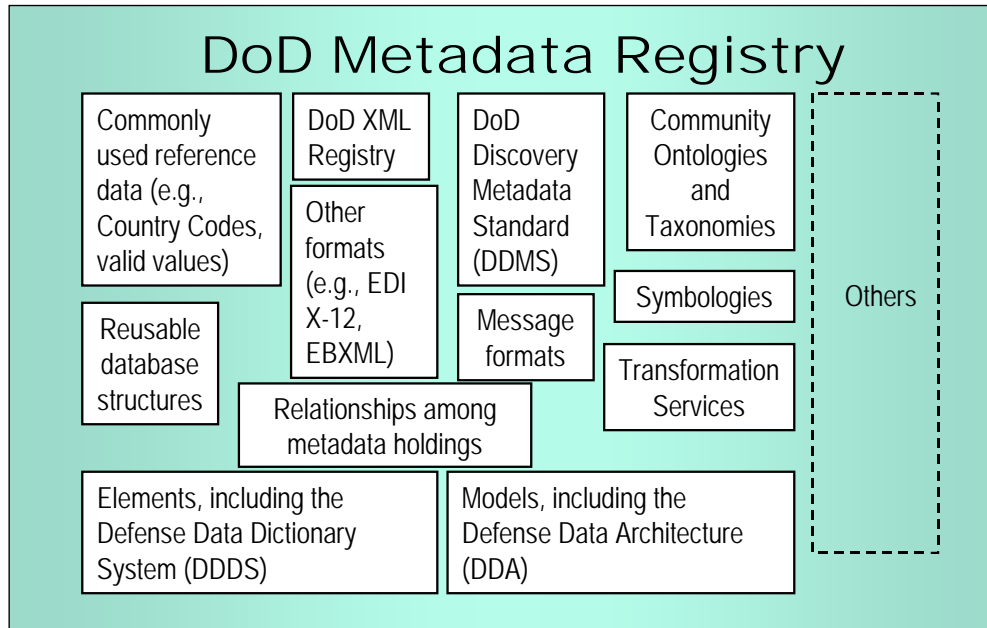 DoD Metadata Registry
Commonly
used reference
data (e.g.,
Country Codes,
valid values)
DoD XML
Registry
Other
formats
(e.g., EDI
X-12,
EBXML)
DoD
Discovery
Metadata
Standard
(DDMS)
Community
Ontologies
and
Taxonomies
Others
Symbologies
Reusable
database
structures
Message
formats
Transformation
Services
Relationships among
metadata holdings
Elements, including the
Defense Data Dictionary
System (DDDS)
Models, including the
Defense Data Architecture
(DDA)